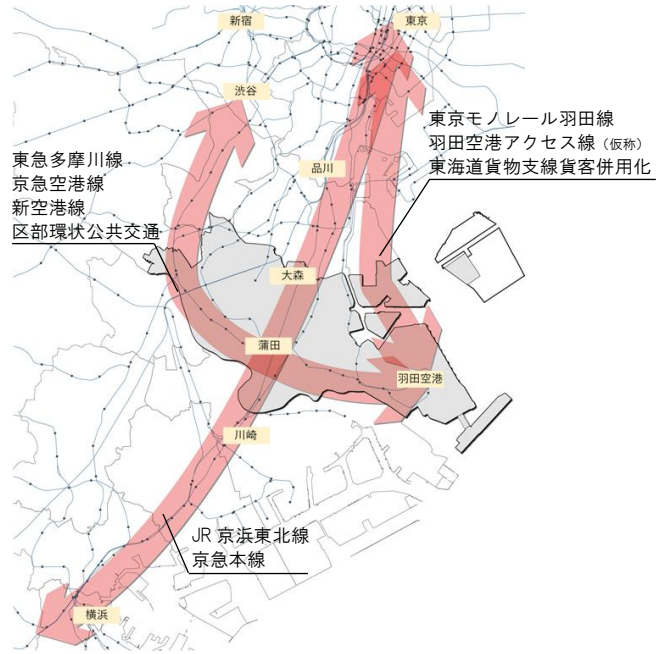 新宿
東京
渋谷
東京モノレール羽田線
羽田空港アクセス線（仮称）
東海道貨物支線貨客併用化
品川
東急多摩川線
京急空港線
新空港線
区部環状公共交通
大森
蒲田
羽田空港
川崎
JR 京浜東北線
京急本線
横浜